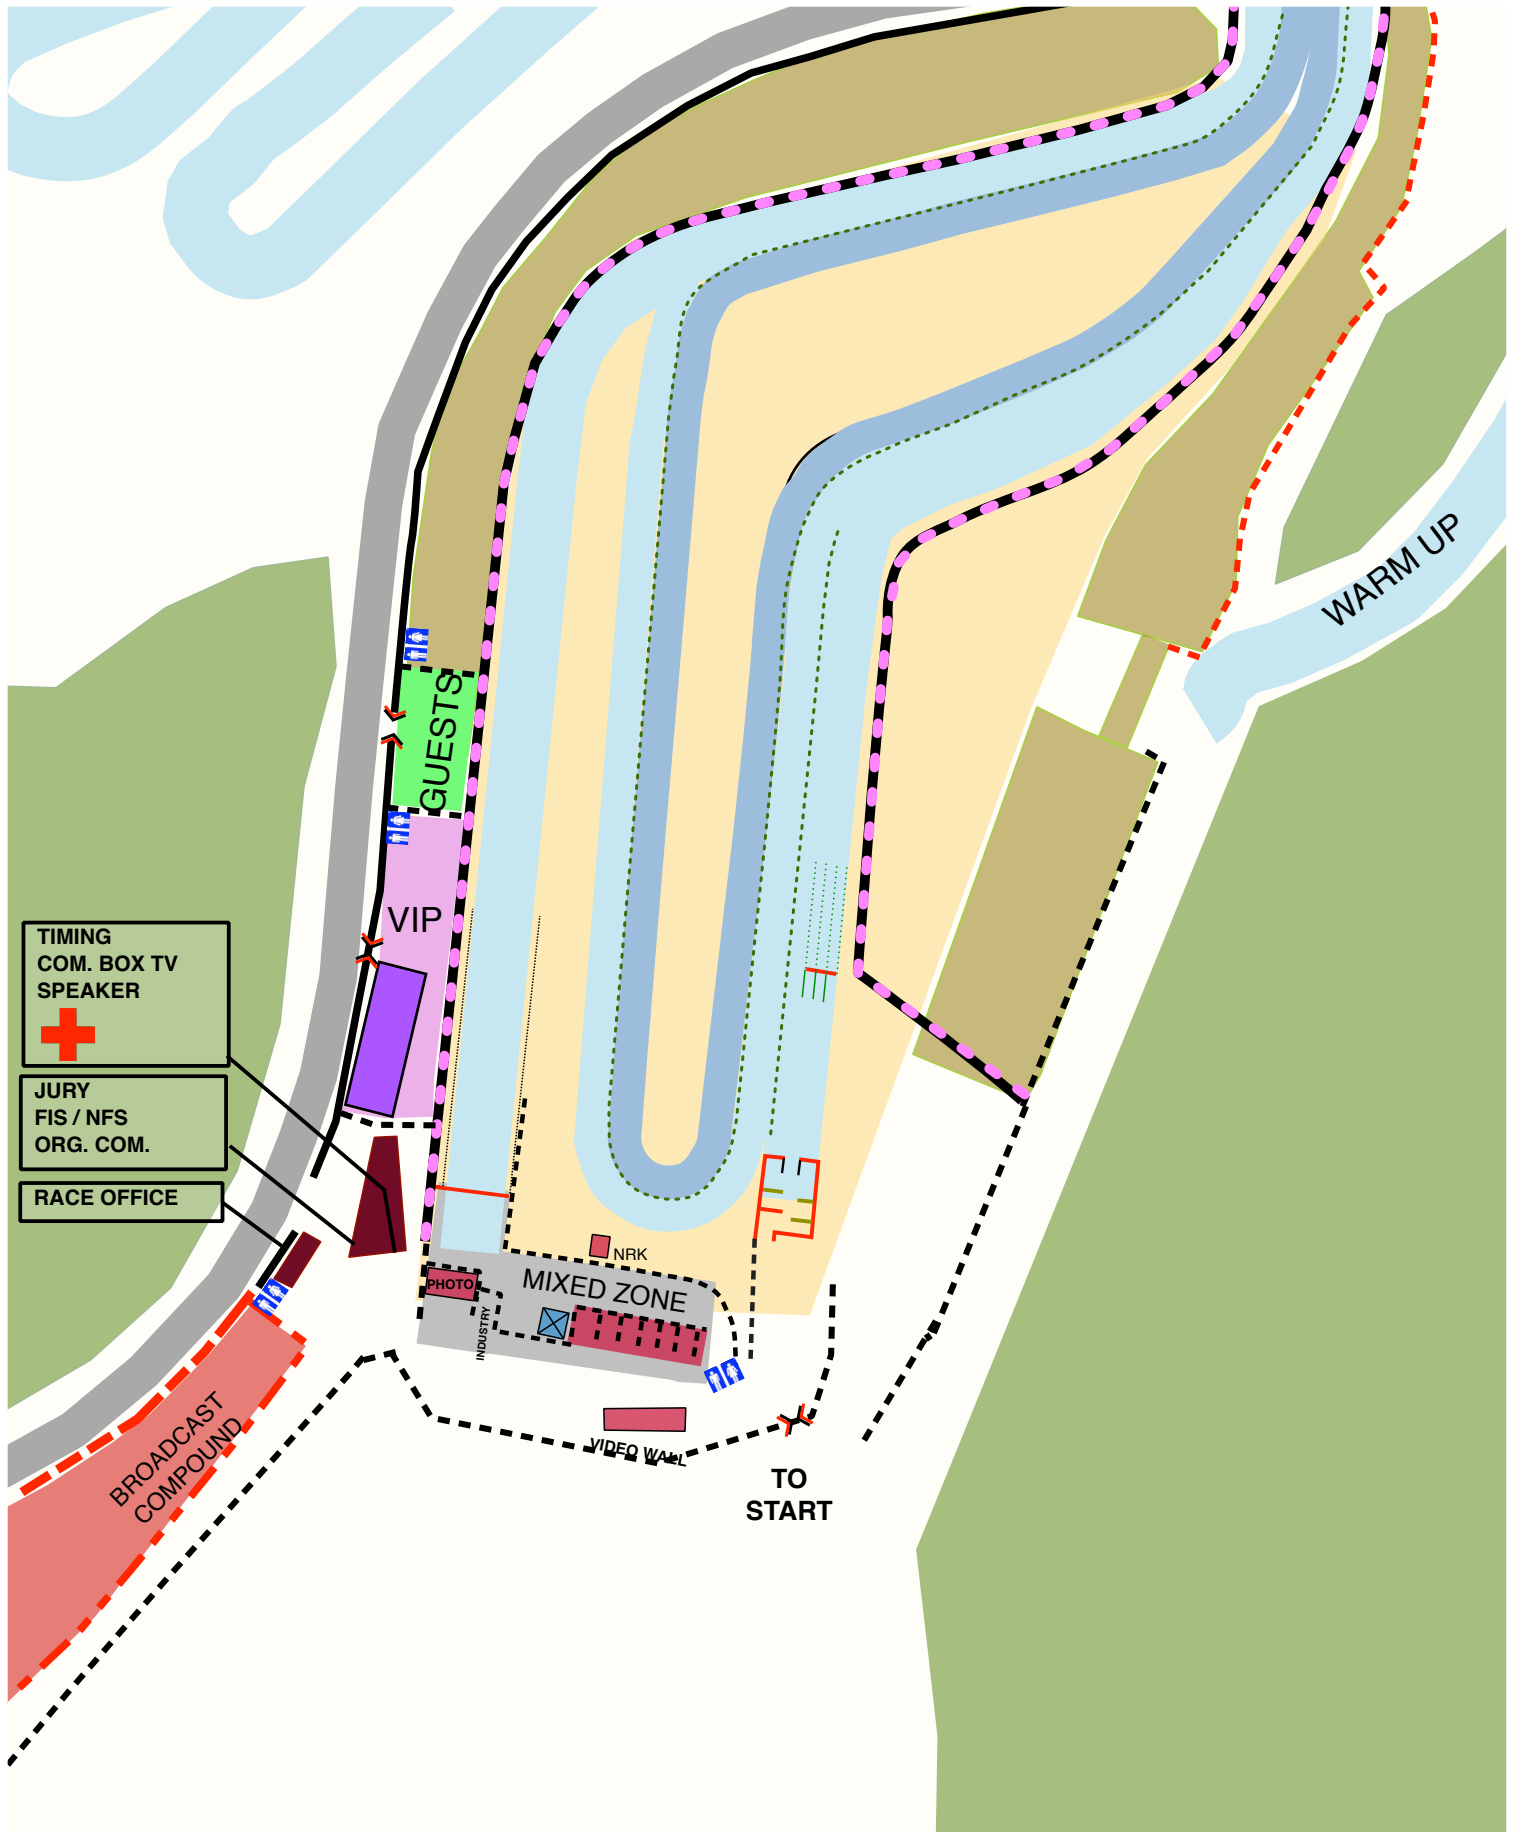 WARM UP
GUESTS
VIP
TIMING
COM. BOX TV
SPEAKER
JURY
FIS / NFS
ORG. COM.
RACE OFFICE
NRK
PHOTO
MIXED ZONE
INDUSTRY
BROADCAST
COMPOUND
VIDEO WALL
TO
START